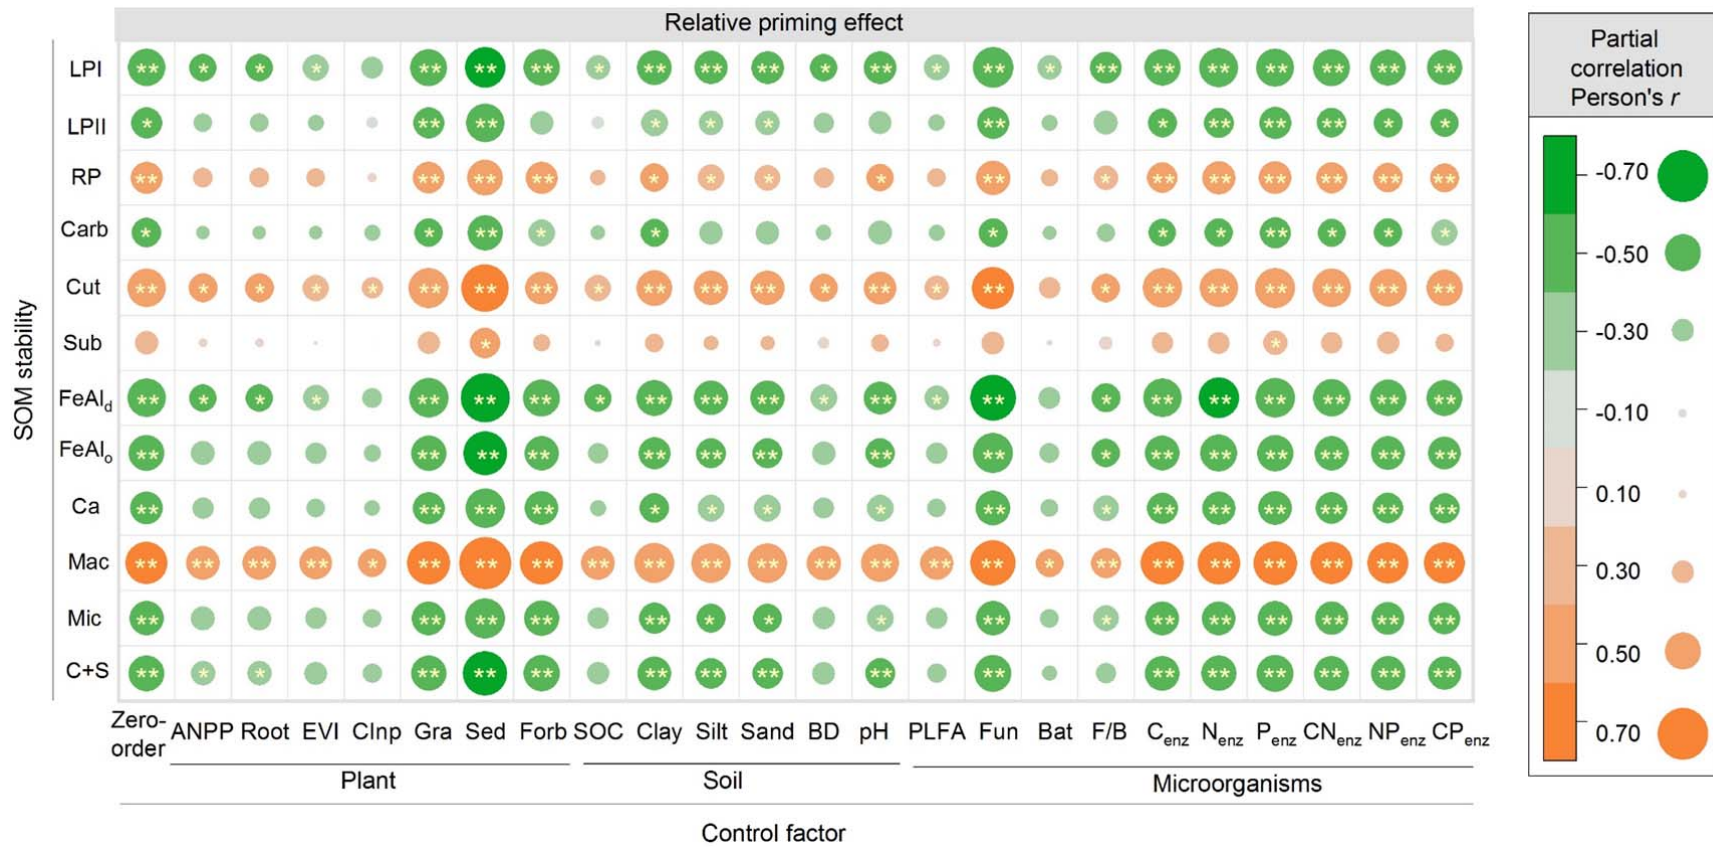 Relative priming effect
LPI ** * * * ** ** ** * ** ** ** * ** * ** * ** ** ** ** ** ** **
LPII * ** ** * * * ** * ** ** ** * *
RP ** ** ** ** * * * * ** * ** ** ** ** ** **
Carb * * ** * * * * * ** * * *
Cut ** * * * * ** ** ** * ** ** ** * ** * ** * ** ** ** ** ** **
Sub * *
FeAld ** * * * ** ** ** * ** ** ** * ** * ** * ** ** ** ** ** **
FeAlo ** ** ** ** ** ** ** ** ** * ** ** ** ** ** **
Ca ** ** ** ** * * * * ** * ** ** ** ** ** **
Mac ** ** ** ** * ** ** ** ** ** ** ** ** ** ** ** * ** ** ** ** ** ** **
Mic ** ** ** ** ** * * * ** * ** ** ** ** ** **
C+S ** * * ** ** ** ** ** ** ** ** ** ** ** ** ** **
SOM stability
Zero-
order ANPP Root EVI CInp Gra Sed Forb SOC Clay Silt Sand BD pH PLFA Fun Bat F/B Cenz Nenz Penz CNenz NPenz CPenz
Plant Soil Microorganisms
Control factor
Partial
correlation
Person's r
-0.70
-0.50
-0.30
-0.10
0.10
0.30
0.50
0.70